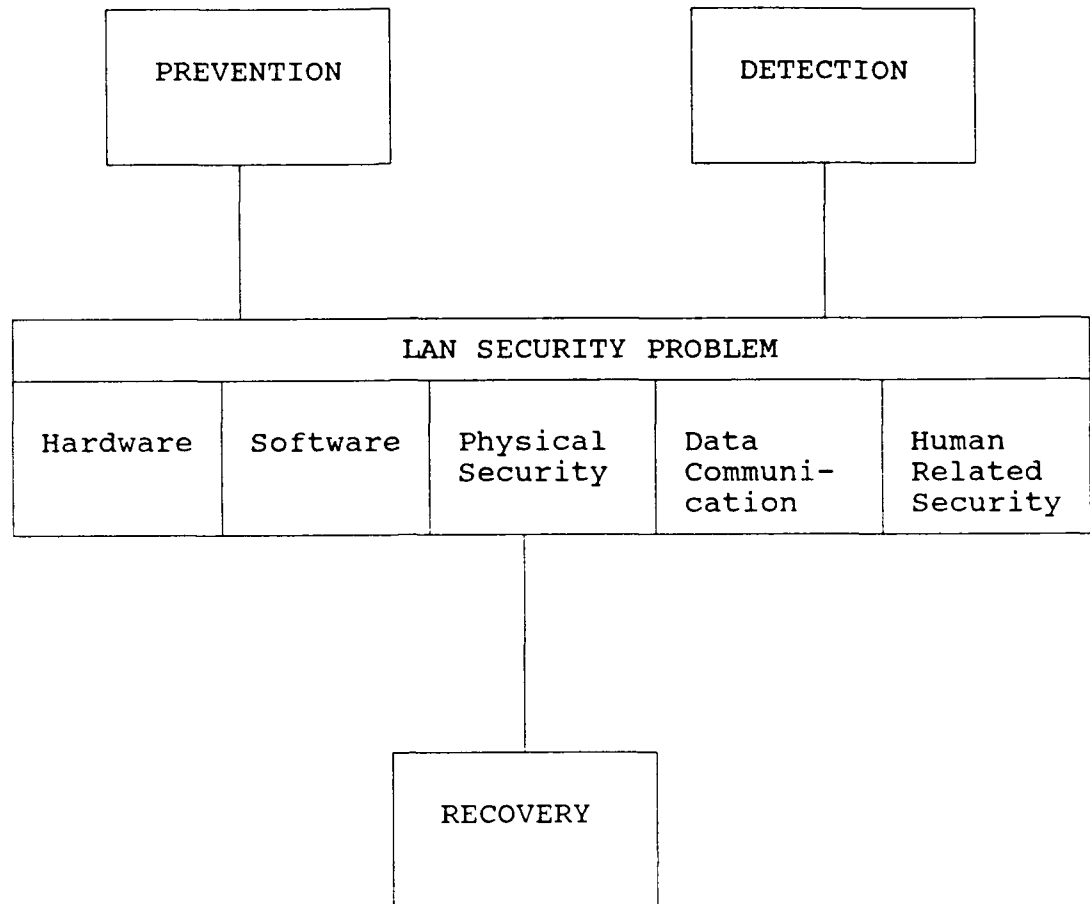 PREVENTION
DETECTION
LAN SECURITY PROBLEM
Hardware
Software
Physical
Security
Data
Communi-
cation
Human
Related
Security
RECOVERY